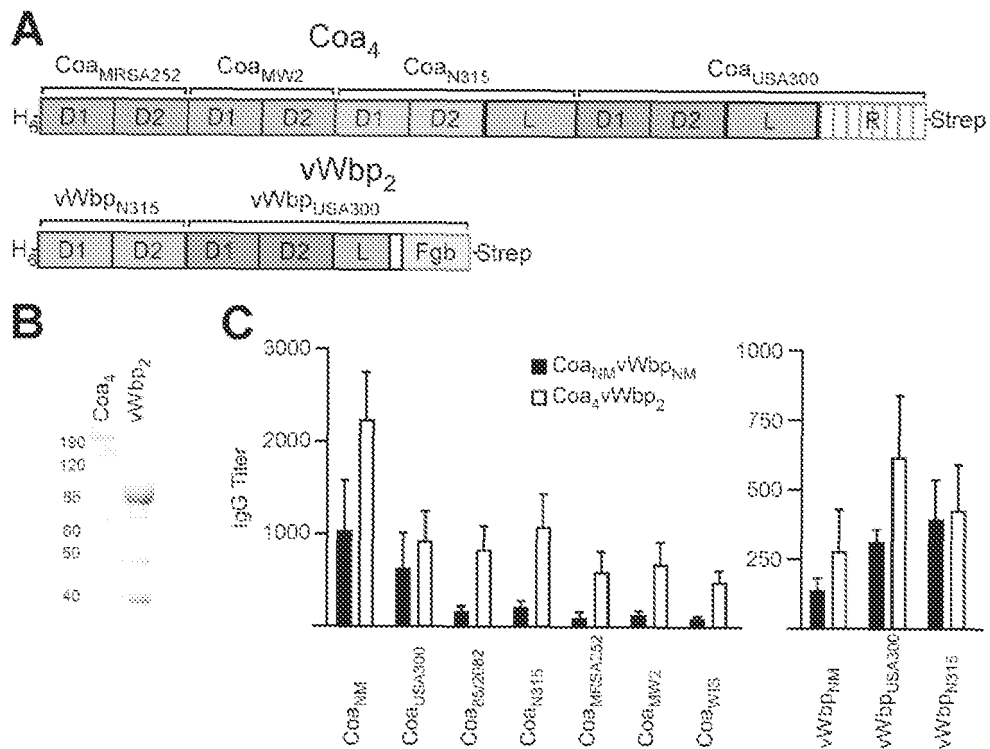 A
Coa4
CoaMRSA252 CoaMW2 CoaN315 CoaUSA300
H6 D1 D2 D1 D2 D1 D2 L D1 D2 L R Strep
vWbp2
vWbpN315 vWbpUSA300
H6 D1 D2 D1 D2 L Fgb Strep
B
Coa4
vWbp2
180
120
85
60
50
40
C
IgG Titer
3000
2000
1000
CoaNMvWbpNM
Coa4vWbp2
CoaNM
CoaUSA300
Coa85/2082
CoaN315
CoaMRSA252
CoaMW2
CoaWIS
1000
750
500
250
vWbpNM
vWbpUSA300
vWbpN315